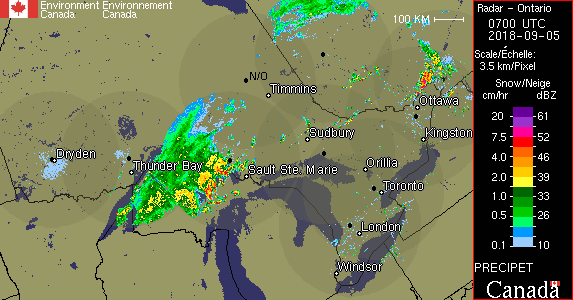 Environment Environnement
Canada Canada
100 KM
N/O
Timmins
Ottawa
Sudbury
Kingston
Dryden
Thunder Bay
Sault Ste. Marie
Orillia
Toronto
London
Windsor
Radar - Ontario
0700 UTC
2018-09-05
Scale/Échelle:
3.5 km/Pixel
Snow/Neige
cm/hr dBZ
20 61
7.5 52
4.0 46
2.0 39
1.0 33
0.5 26
0.1 10
PRECIPET
Canada